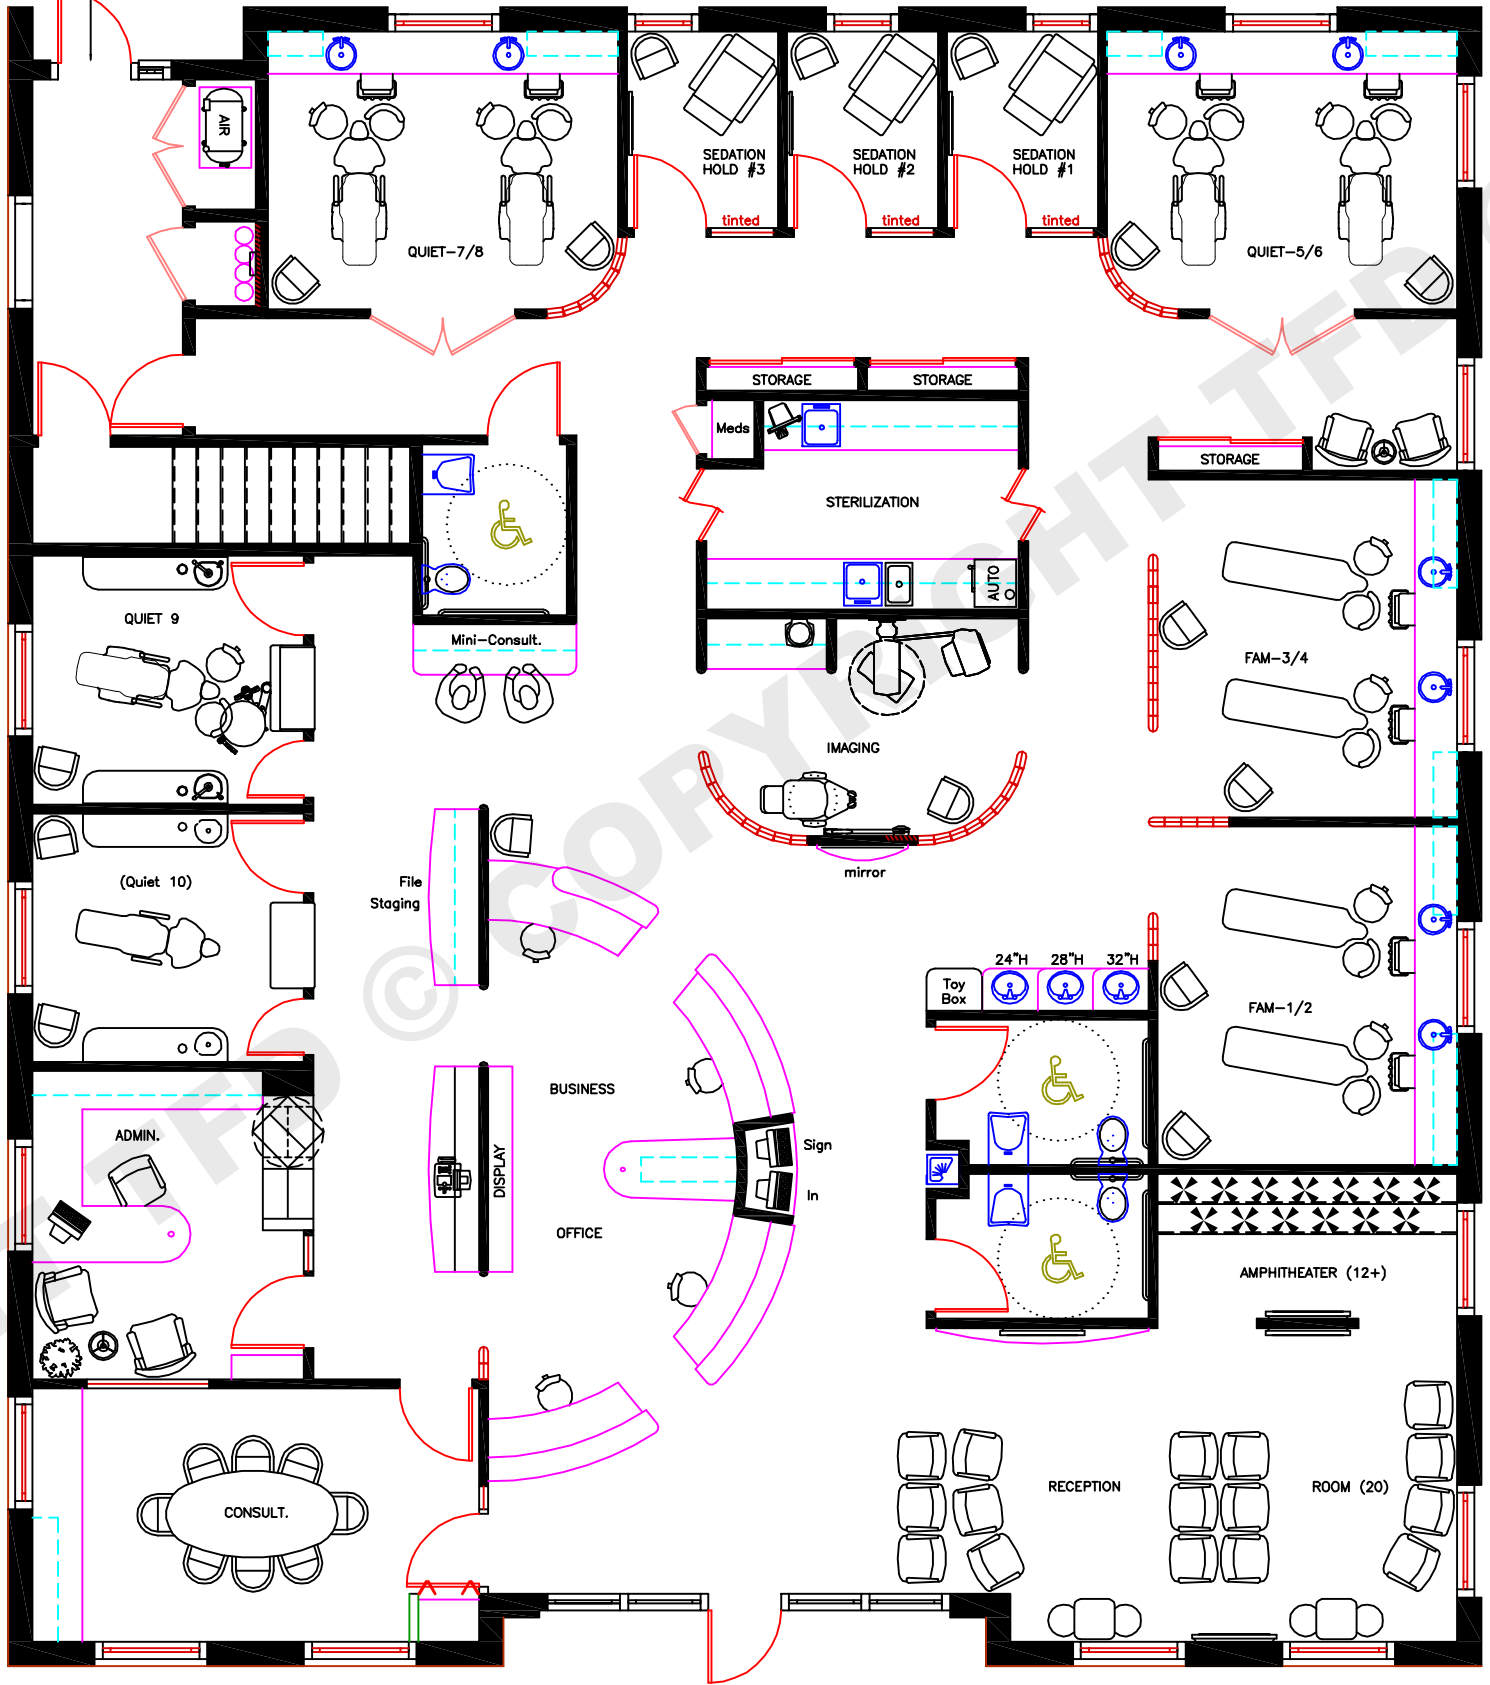 AIR
SEDATION
HOLD #3
SEDATION
HOLD #2
SEDATION
HOLD #1
tinted
tinted
tinted
QUIET-7/8
QUIET-5/6
STORAGE
STORAGE
Meds
STORAGE
STERILIZATION
AUTO
QUIET 9
Mini-Consult.
FAM-3/4
IMAGING
mirror
(Quiet 10)
File
Staging
24"H
28"H
32"H
Toy
Box
FAM-1/2
BUSINESS
OFFICE
ADMIN.
DISPLAY
Sign
In
AMPHITHEATER (12+)
CONSULT.
RECEPTION
ROOM (20)
TFD © COPYRIGHT TFD